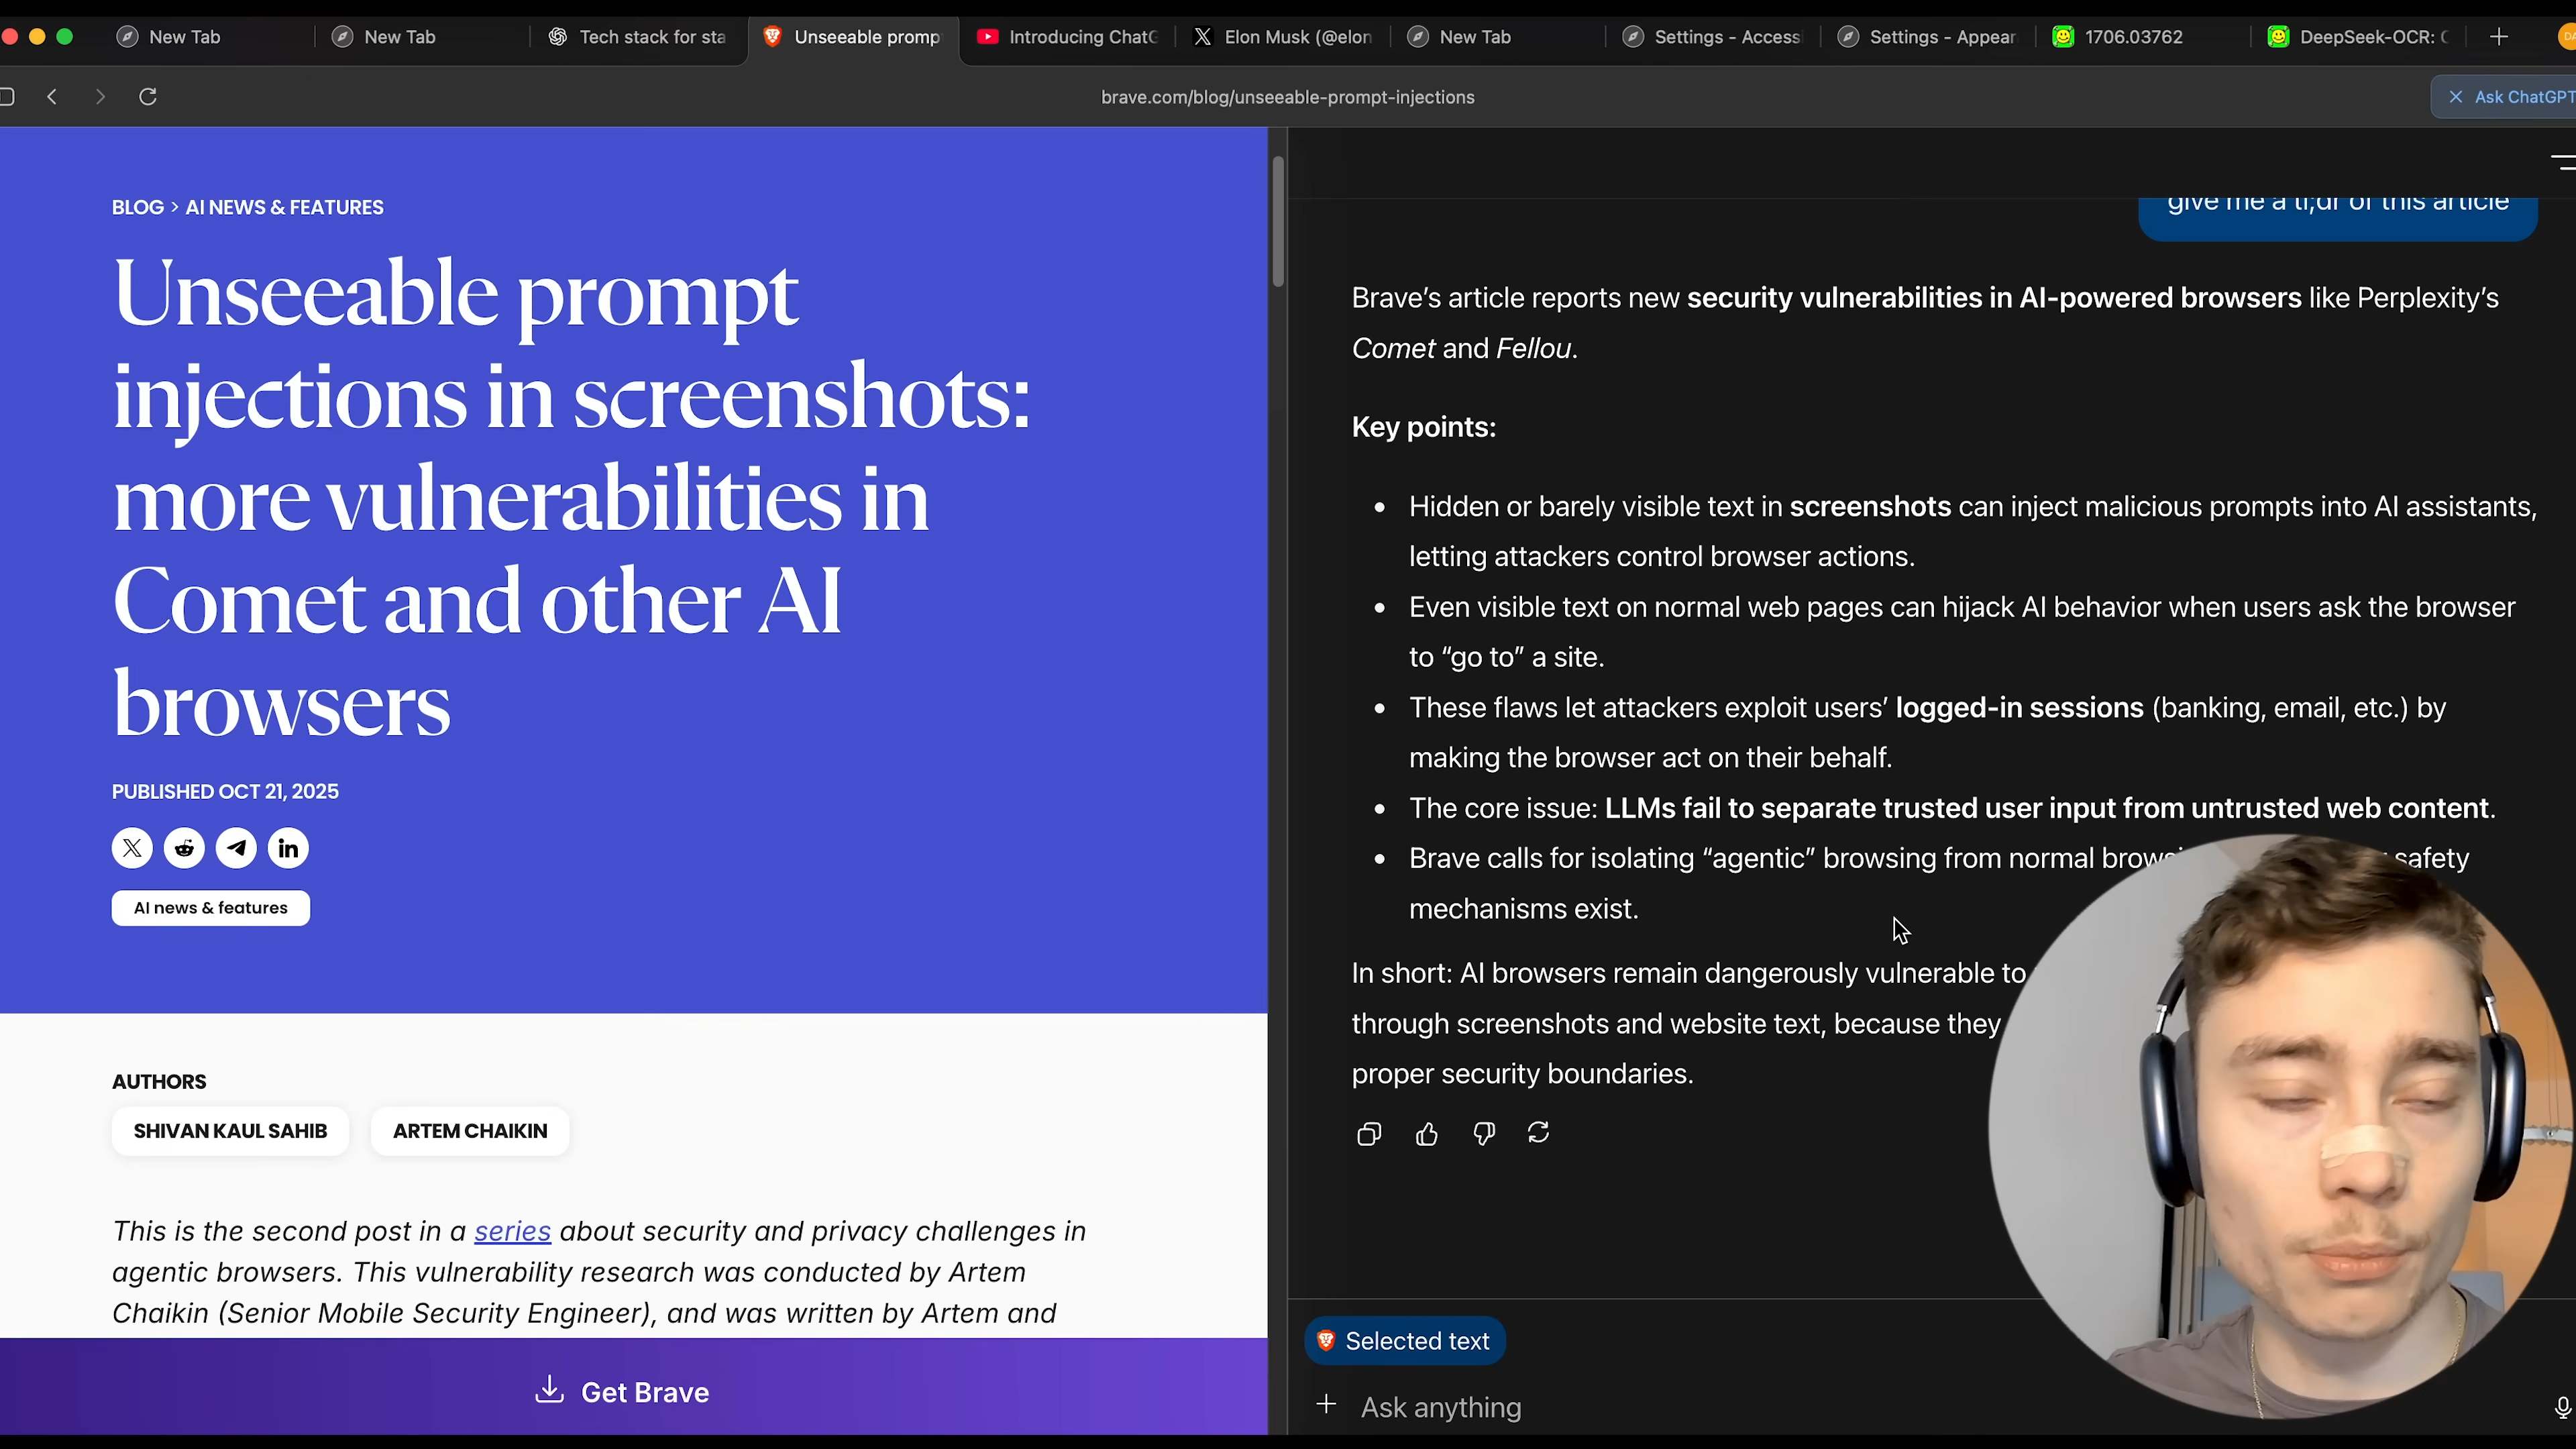 New Tab
New Tab
Tech stack for sta
Unseeable promp
Introducing ChatG
Elon Musk (@elon
New Tab
Settings - Access
Settings - Appear
1706.03762
DeepSeek-OCR: C
brave.com/blog/unseeable-prompt-injections
Ask ChatGPT
BLOG > AI NEWS & FEATURES
Unseeable prompt
injections in screenshots:
more vulnerabilities in
Comet and other AI
browsers
PUBLISHED OCT 21, 2025
AI news & features
AUTHORS
SHIVAN KAUL SAHIB
ARTEM CHAIKIN
This is the second post in a series about security and privacy challenges in
agentic browsers. This vulnerability research was conducted by Artem
Chaikin (Senior Mobile Security Engineer), and was written by Artem and
Get Brave
give me a tl;dr of this article
Brave’s article reports new security vulnerabilities in AI-powered browsers like Perplexity’s
Comet and Fellou.
Key points:
• Hidden or barely visible text in screenshots can inject malicious prompts into AI assistants,
letting attackers control browser actions.
• Even visible text on normal web pages can hijack AI behavior when users ask the browser
to “go to” a site.
• These flaws let attackers exploit users’ logged-in sessions (banking, email, etc.) by
making the browser act on their behalf.
• The core issue: LLMs fail to separate trusted user input from untrusted web content.
• Brave calls for isolating “agentic” browsing from normal browsi safety
mechanisms exist.
In short: AI browsers remain dangerously vulnerable to
through screenshots and website text, because they
proper security boundaries.
Selected text
Ask anything